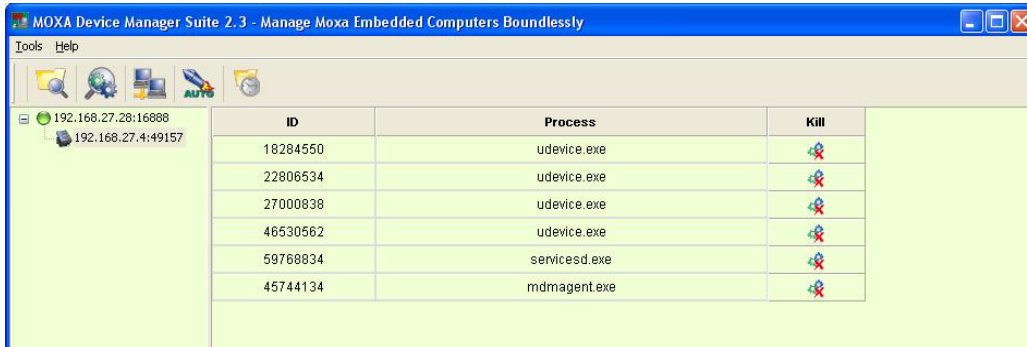 MOXA Device Manager Suite 2.3 - Manage Moxa Embedded Computers Boundlessly
Tools Help
AUTO
192.168.27.28:16888
192.168.27.4:49157
ID Process Kill
18284550 udevice.exe
22806534 udevice.exe
27000838 udevice.exe
46530562 udevice.exe
59768834 servicesd.exe
45744134 mdmagent.exe